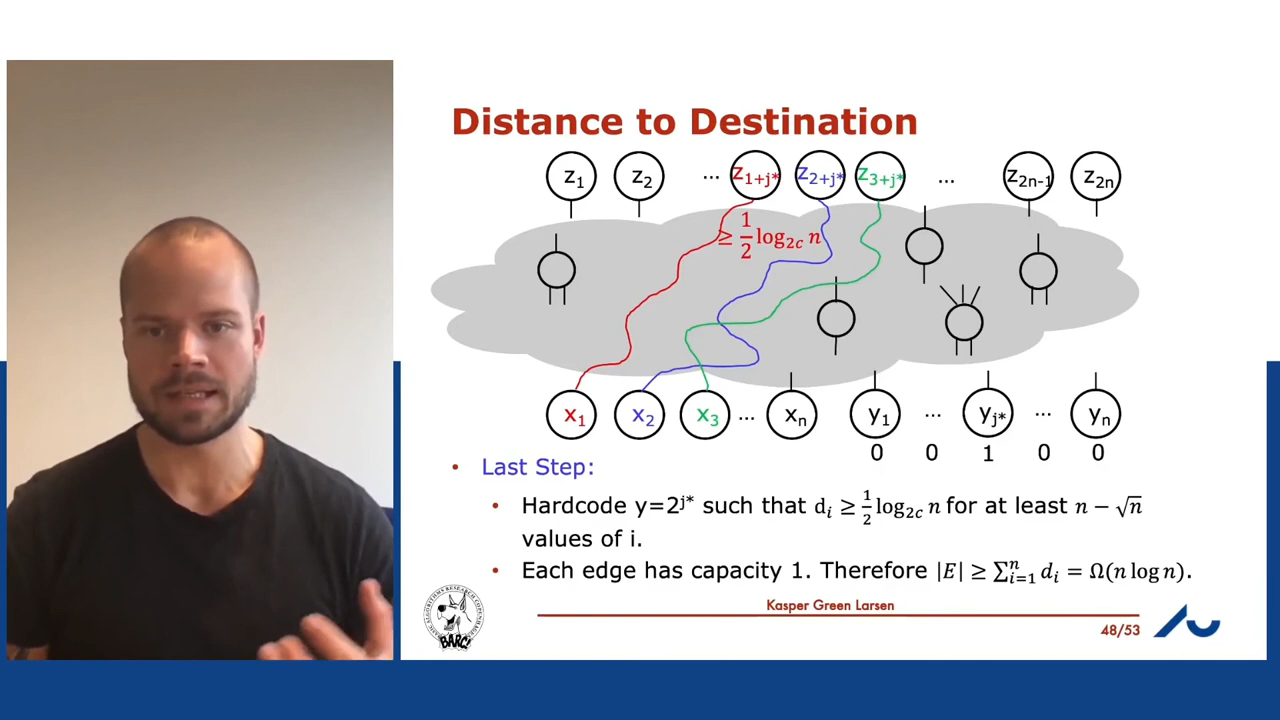 Distance to Destination
z1 z2 ... z1+j* z2+j* z3+j* ... z2n-1 z2n
≥ 1/2 log2c n
x1 x2 x3 ... xn y1 ... yj* ... yn
0 0 1 0 0
• Last Step:
• Hardcode y=2^j* such that di ≥ 1/2 log2c n for at least n − √n
values of i.
• Each edge has capacity 1. Therefore |E| ≥ ∑ⁿi=1 di = Ω(n log n).
Kasper Green Larsen
48/53
BARC!